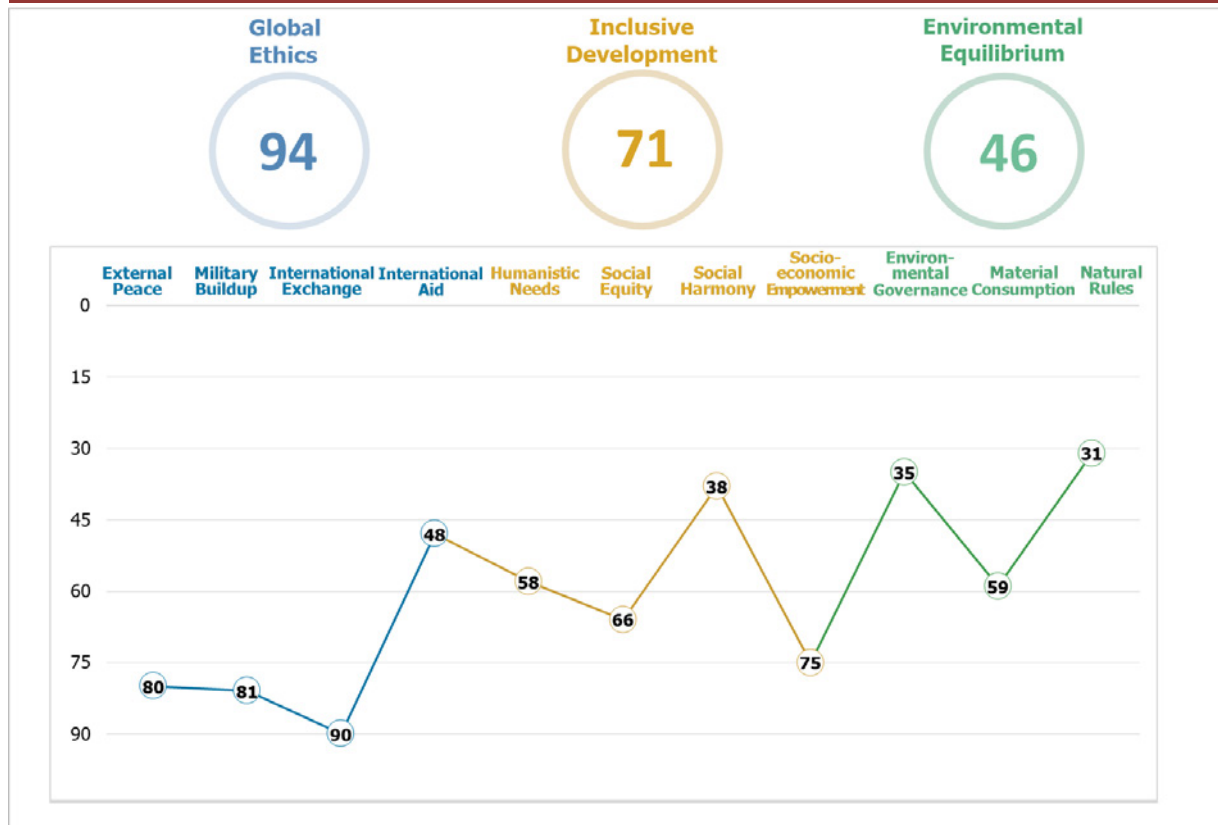 Global
Ethics
Inclusive
Development
Environmental
Equilibrium
94
71
46
External
Peace
Military
Buildup
International
Exchange
International
Aid
Humanistic
Needs
Social
Equity
Social
Harmony
Socio-
economic
Empowerment
Environ-
mental
Governance
Material
Consumption
Natural
Rules
0
15
30
45
60
75
90
80
81
90
48
58
66
38
75
35
59
31